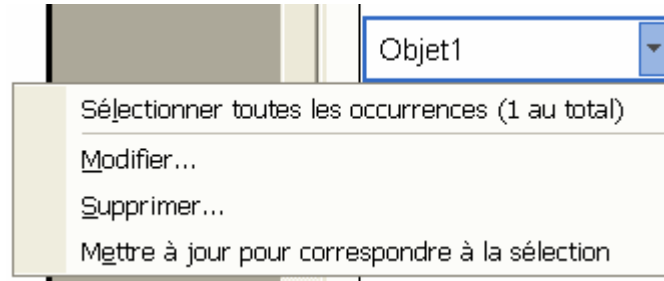 Objet1
Sélectionner toutes les occurrences (1 au total)
Modifier...
Supprimer...
Mettre à jour pour correspondre à la sélection